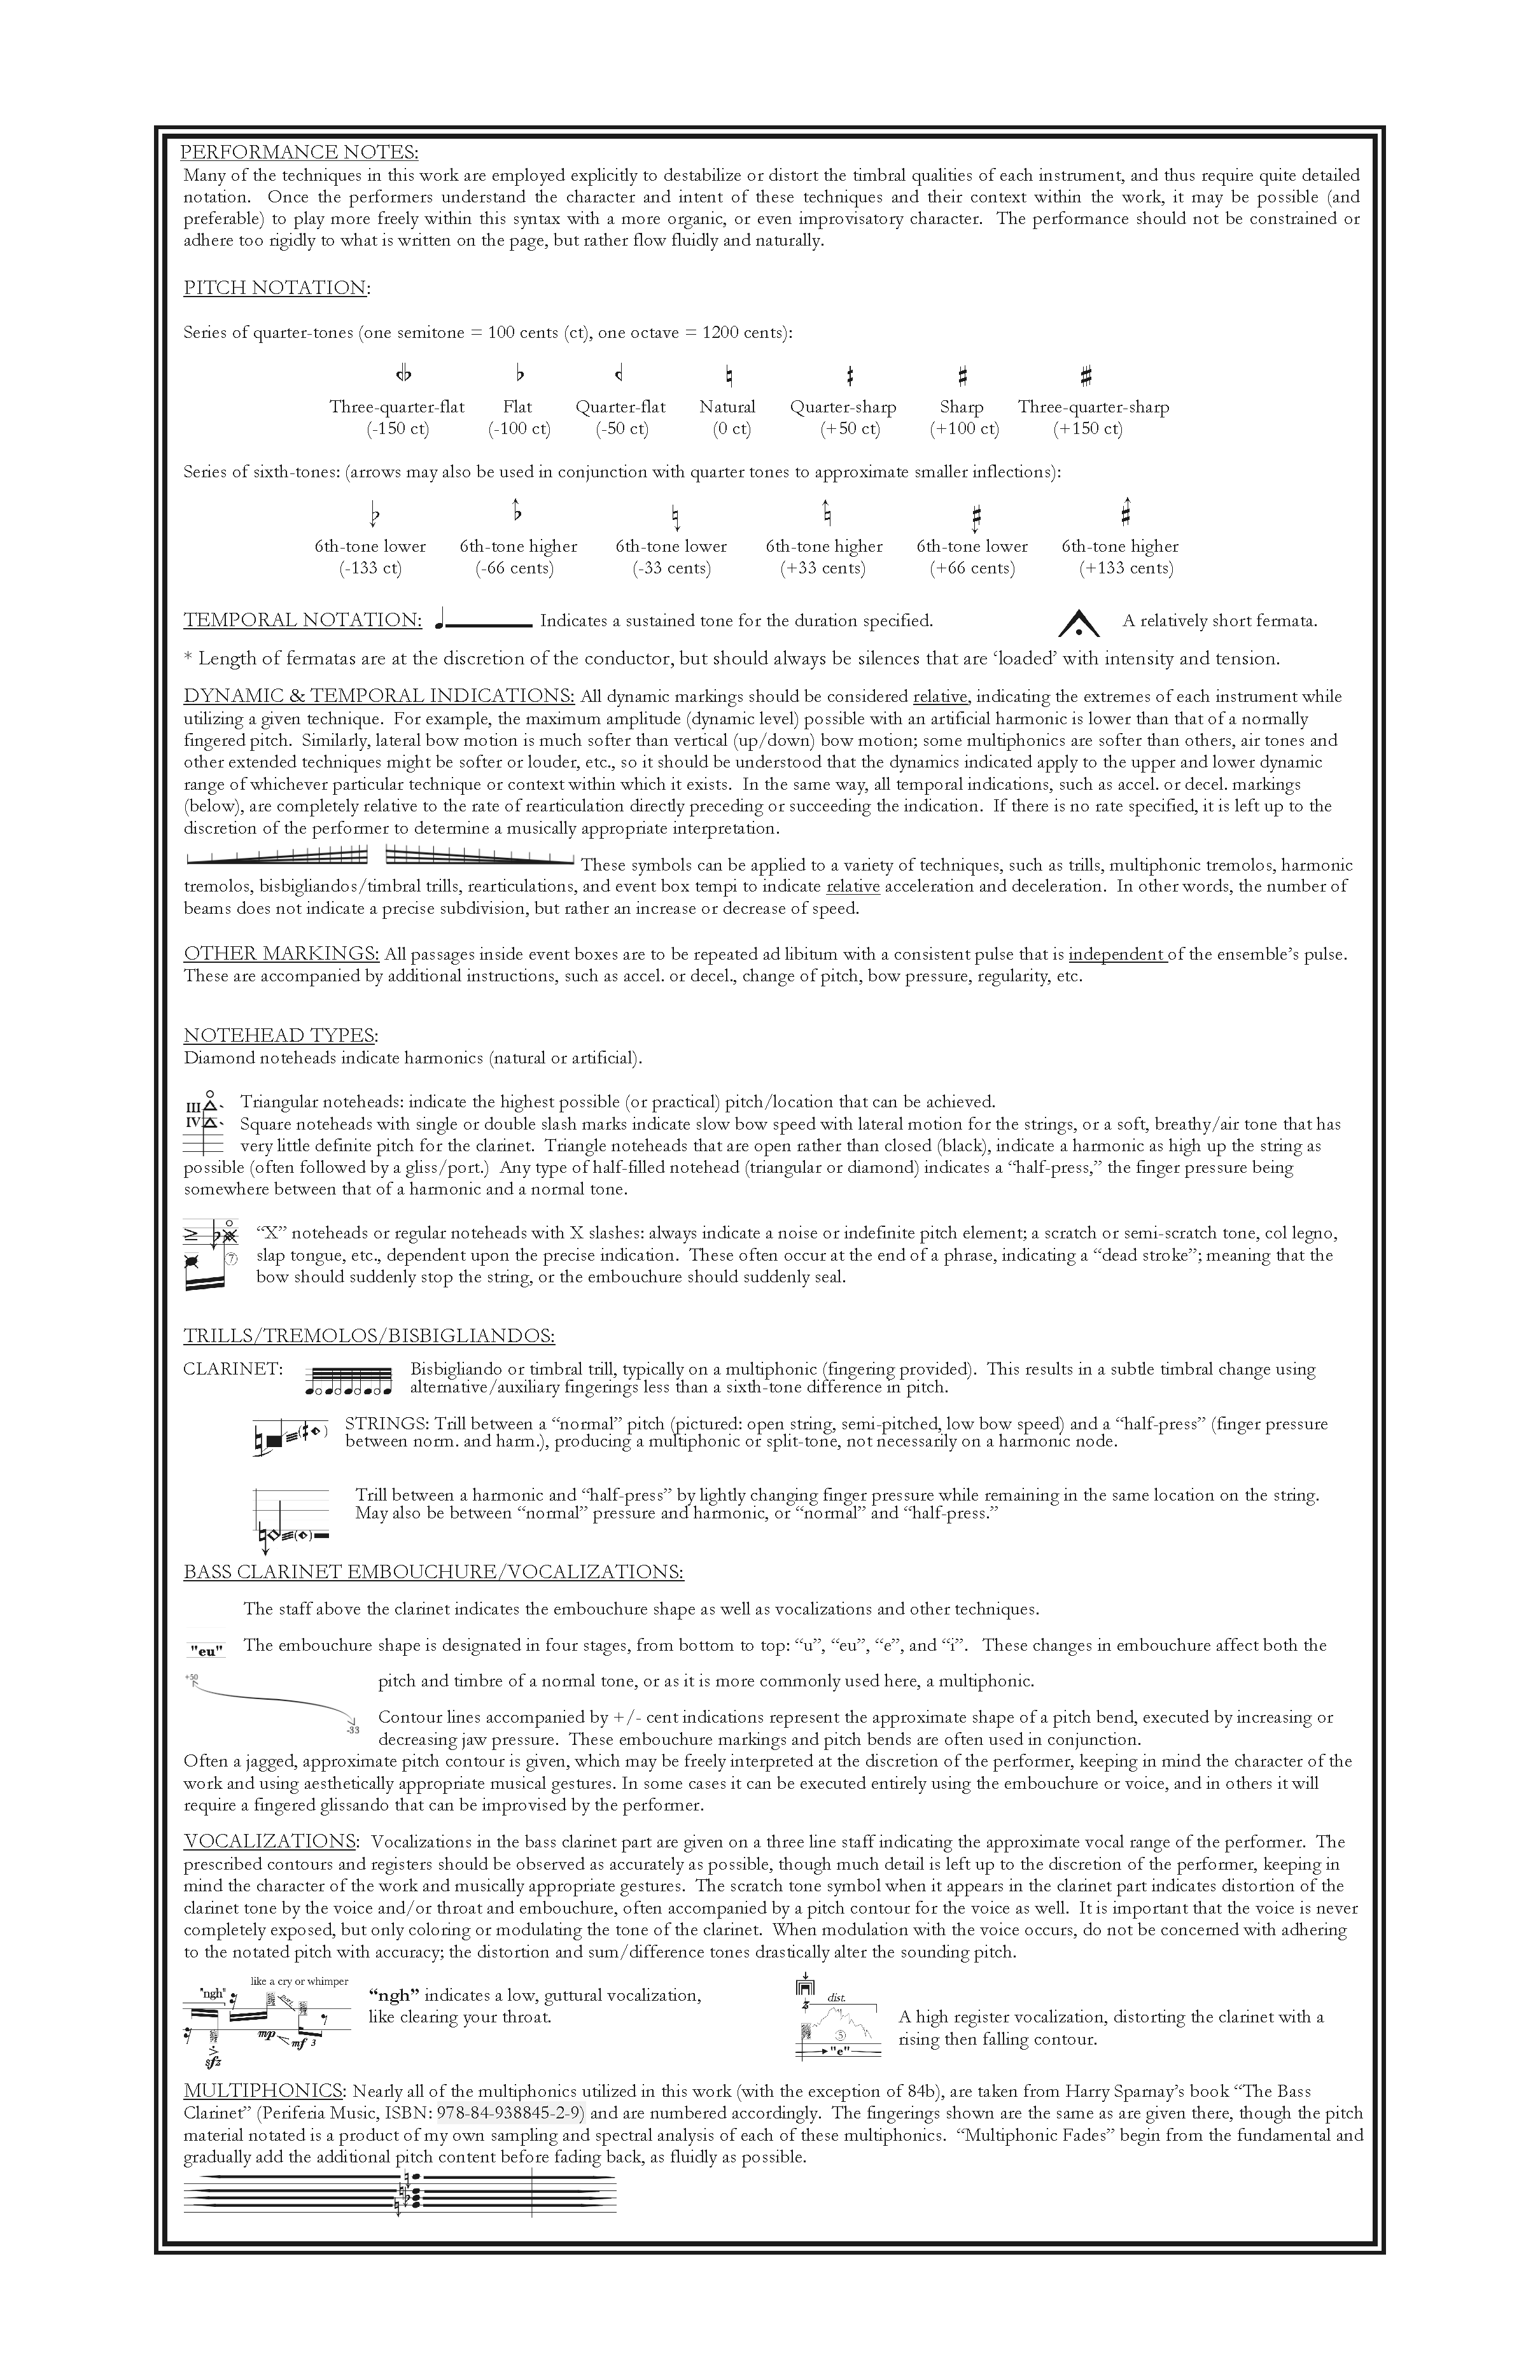 PERFORMANCE NOTES:
Many of the techniques in this work are employed explicitly to destabilize or distort the timbral qualities of each instrument, and thus require quite detailed
notation. Once the performers understand the character and intent of these techniques and their context within the work, it may be possible (and
preferable) to play more freely within this syntax with a more organic, or even improvisatory character. The performance should not be constrained or
adhere too rigidly to what is written on the page, but rather flow fluidly and naturally.
PITCH NOTATION:
Series of quarter-tones (one semitone = 100 cents (ct), one octave = 1200 cents):
Three-quarter-flat Flat Quarter-flat Natural Quarter-sharp Sharp Three-quarter-sharp
(-150 ct) (-100 ct) (-50 ct) (0 ct) (+50 ct) (+100 ct) (+150 ct)
Series of sixth-tones: (arrows may also be used in conjunction with quarter tones to approximate smaller inflections):
6th-tone lower 6th-tone higher 6th-tone lower 6th-tone higher 6th-tone lower 6th-tone higher
(-133 ct) (-66 cents) (-33 cents) (+33 cents) (+66 cents) (+133 cents)
TEMPORAL NOTATION: Indicates a sustained tone for the duration specified. A relatively short fermata.
* Length of fermatas are at the discretion of the conductor, but should always be silences that are ‘loaded’ with intensity and tension.
DYNAMIC & TEMPORAL INDICATIONS: All dynamic markings should be considered relative, indicating the extremes of each instrument while
utilizing a given technique. For example, the maximum amplitude (dynamic level) possible with an artificial harmonic is lower than that of a normally
fingered pitch. Similarly, lateral bow motion is much softer than vertical (up/down) bow motion; some multiphonics are softer than others, air tones and
other extended techniques might be softer or louder, etc., so it should be understood that the dynamics indicated apply to the upper and lower dynamic
range of whichever particular technique or context within which it exists. In the same way, all temporal indications, such as accel. or decel. markings
(below), are completely relative to the rate of rearticulation directly preceding or succeeding the indication. If there is no rate specified, it is left up to the
discretion of the performer to determine a musically appropriate interpretation.
These symbols can be applied to a variety of techniques, such as trills, multiphonic tremolos, harmonic
tremolos, bisbigliandos/timbral trills, rearticulations, and event box tempi to indicate relative acceleration and deceleration. In other words, the number of
beams does not indicate a precise subdivision, but rather an increase or decrease of speed.
OTHER MARKINGS: All passages inside event boxes are to be repeated ad libitum with a consistent pulse that is independent of the ensemble’s pulse.
These are accompanied by additional instructions, such as accel. or decel., change of pitch, bow pressure, regularity, etc.
NOTEHEAD TYPES:
Diamond noteheads indicate harmonics (natural or artificial).
III Triangular noteheads: indicate the highest possible (or practical) pitch/location that can be achieved.
IV Square noteheads with single or double slash marks indicate slow bow speed with lateral motion for the strings, or a soft, breathy/air tone that has
very little definite pitch for the clarinet. Triangle noteheads that are open rather than closed (black), indicate a harmonic as high up the string as
possible (often followed by a gliss/port.) Any type of half-filled notehead (triangular or diamond) indicates a “half-press,” the finger pressure being
somewhere between that of a harmonic and a normal tone.
“X” noteheads or regular noteheads with X slashes: always indicate a noise or indefinite pitch element; a scratch or semi-scratch tone, col legno,
7 slap tongue, etc., dependent upon the precise indication. These often occur at the end of a phrase, indicating a “dead stroke”; meaning that the
bow should suddenly stop the string, or the embouchure should suddenly seal.
TRILLS/TREMOLOS/BISBIGLIANDOS:
CLARINET: Bisbigliando or timbral trill, typically on a multiphonic (fingering provided). This results in a subtle timbral change using
alternative/auxiliary fingerings less than a sixth-tone difference in pitch.
STRINGS: Trill between a “normal” pitch (pictured: open string, semi-pitched, low bow speed) and a “half-press” (finger pressure
between norm. and harm.), producing a multiphonic or split-tone, not necessarily on a harmonic node.
Trill between a harmonic and “half-press” by lightly changing finger pressure while remaining in the same location on the string.
May also be between “normal” pressure and harmonic, or “normal” and “half-press.”
BASS CLARINET EMBOUCHURE/VOCALIZATIONS:
The staff above the clarinet indicates the embouchure shape as well as vocalizations and other techniques.
"eu" The embouchure shape is designated in four stages, from bottom to top: “u”, “eu”, “e”, and “i”. These changes in embouchure affect both the
+50 pitch and timbre of a normal tone, or as it is more commonly used here, a multiphonic.
Contour lines accompanied by +/- cent indications represent the approximate shape of a pitch bend, executed by increasing or
-33 decreasing jaw pressure. These embouchure markings and pitch bends are often used in conjunction.
Often a jagged, approximate pitch contour is given, which may be freely interpreted at the discretion of the performer, keeping in mind the character of the
work and using aesthetically appropriate musical gestures. In some cases it can be executed entirely using the embouchure or voice, and in others it will
require a fingered glissando that can be improvised by the performer.
VOCALIZATIONS: Vocalizations in the bass clarinet part are given on a three line staff indicating the approximate vocal range of the performer. The
prescribed contours and registers should be observed as accurately as possible, though much detail is left up to the discretion of the performer, keeping in
mind the character of the work and musically appropriate gestures. The scratch tone symbol when it appears in the clarinet part indicates distortion of the
clarinet tone by the voice and/or throat and embouchure, often accompanied by a pitch contour for the voice as well. It is important that the voice is never
completely exposed, but only coloring or modulating the tone of the clarinet. When modulation with the voice occurs, do not be concerned with adhering
to the notated pitch with accuracy; the distortion and sum/difference tones drastically alter the sounding pitch.
like a cry or whimper
"ngh"
“ngh” indicates a low, guttural vocalization,
like clearing your throat.
mp mf 3
sfz
dist.
5
"e"
A high register vocalization, distorting the clarinet with a
rising then falling contour.
MULTIPHONICS: Nearly all of the multiphonics utilized in this work (with the exception of 84b), are taken from Harry Sparnay’s book “The Bass
Clarinet” (Periferia Music, ISBN: 978-84-938845-2-9) and are numbered accordingly. The fingerings shown are the same as are given there, though the pitch
material notated is a product of my own sampling and spectral analysis of each of these multiphonics. “Multiphonic Fades” begin from the fundamental and
gradually add the additional pitch content before fading back, as fluidly as possible.